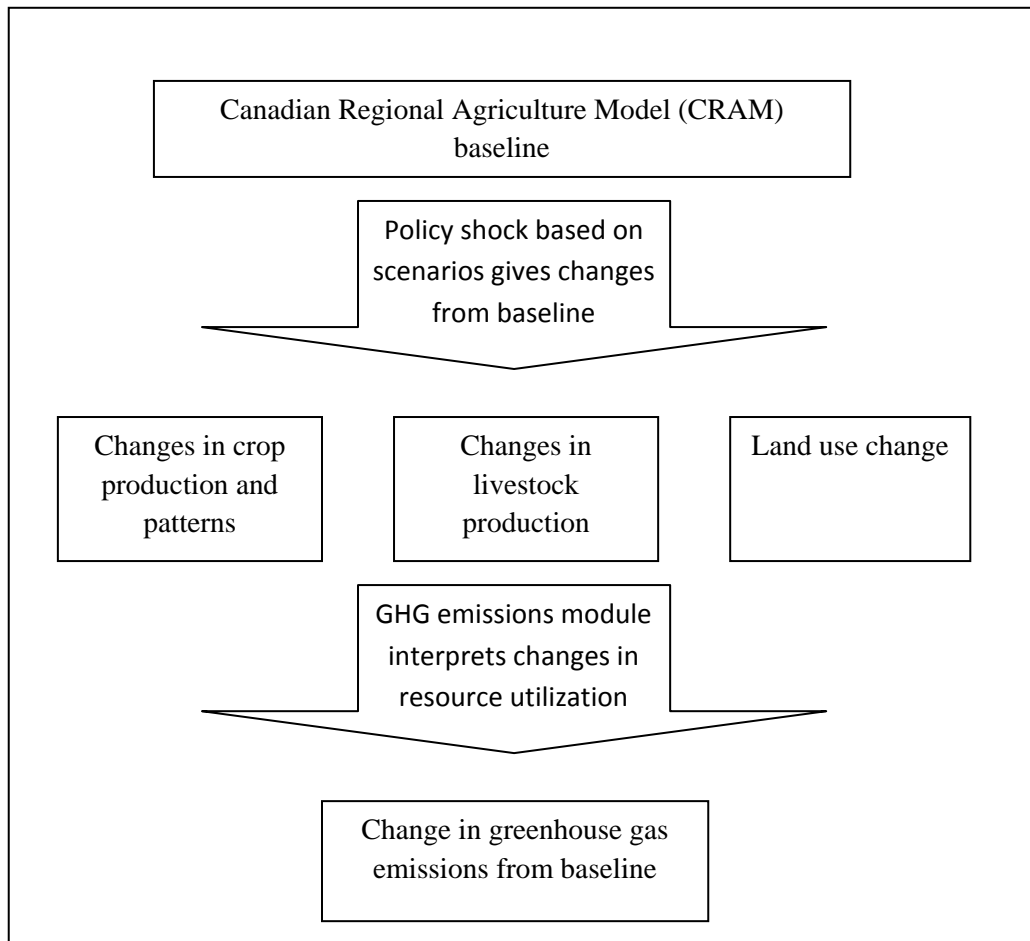 Canadian Regional Agriculture Model (CRAM)
baseline
Policy shock based on
scenarios gives changes
from baseline
Changes in crop
production and
patterns
Changes in
livestock
production
Land use change
GHG emissions module
interprets changes in
resource utilization
Change in greenhouse gas
emissions from baseline